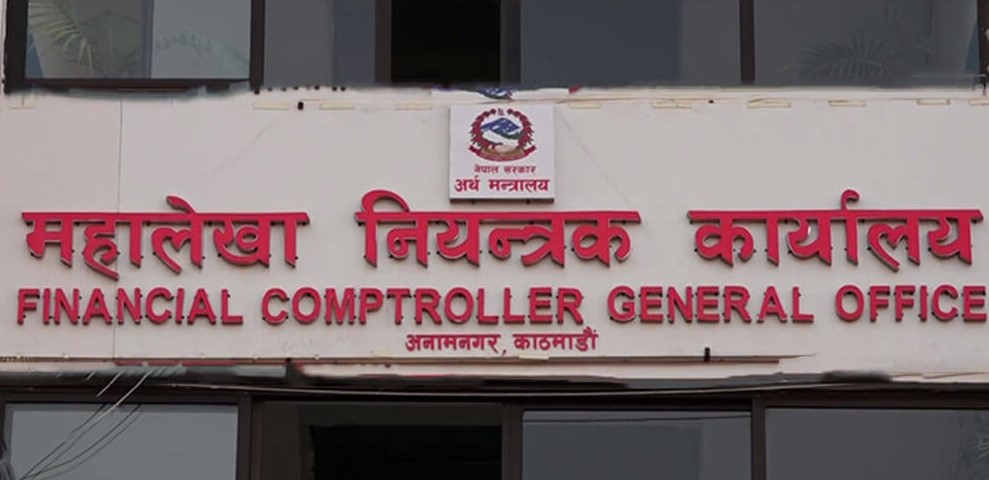 नेपाल सरकार
अर्थ मन्त्रालय
महालेखा नियन्त्रक कार्यालय
FINANCIAL COMPTROLLER GENERAL OFFICE
अनामनगर, काठमाडौं